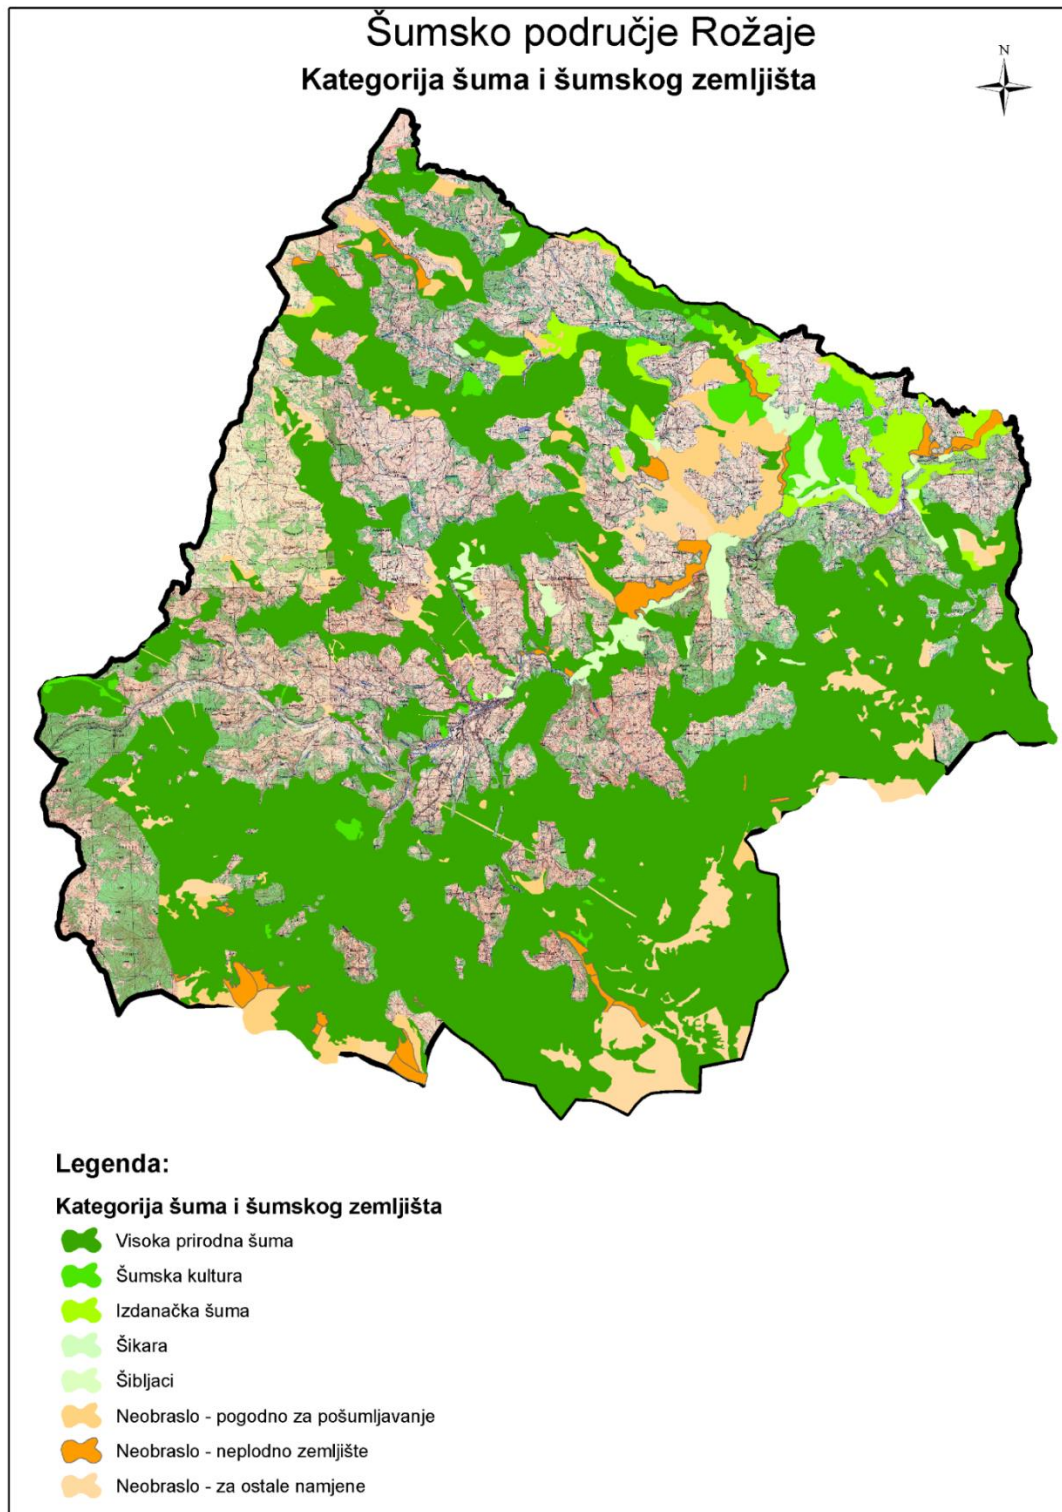 Šumsko područje Rožaje
Kategorija šuma i šumskog zemljišta
N
Legenda:
Kategorija šuma i šumskog zemljišta
Visoka prirodna šuma
Šumska kultura
Izdanačka šuma
Šikara
Šibljaci
Neobraslo - pogodno za pošumljavanje
Neobraslo - neplodno zemljište
Neobraslo - za ostale namjene